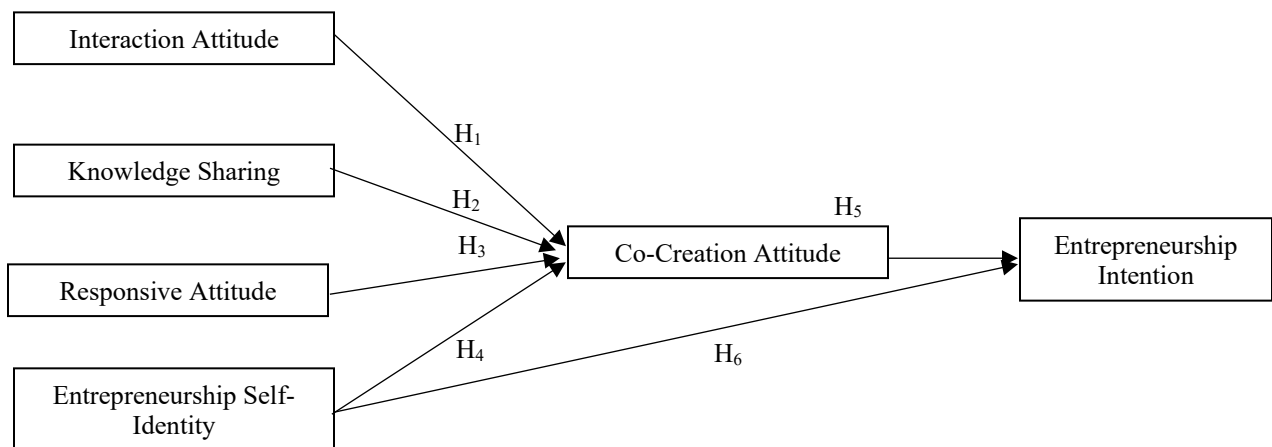 Interaction Attitude
H₁
Knowledge Sharing
H₂
H₃
Responsive Attitude
H₄
Entrepreneurship Self-
Identity
Co-Creation Attitude
H₅
H₆
Entrepreneurship
Intention